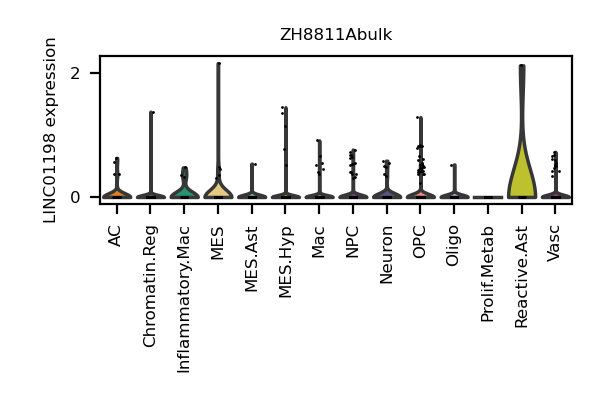 ZH8811Abulk
LINC01198 expression
2
0
AC
Chromatin.Reg
Inflammatory.Mac
MES
MES.Ast
MES.Hyp
Mac
NPC
Neuron
OPC
Oligo
Prolif.Metab
Reactive.Ast
Vasc